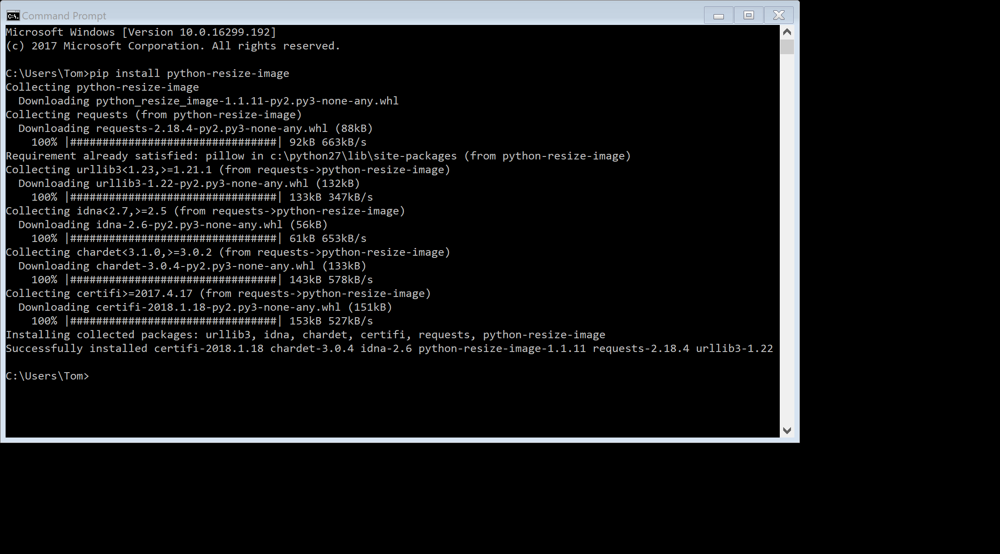 Command Prompt
Microsoft Windows [Version 10.0.16299.192]
(c) 2017 Microsoft Corporation. All rights reserved.
C:\Users\Tom>pip install python-resize-image
Collecting python-resize-image
  Downloading python_resize_image-1.1.11-py2.py3-none-any.whl
Collecting requests (from python-resize-image)
  Downloading requests-2.18.4-py2.py3-none-any.whl (88kB)
    100% |################################| 92kB 663kB/s
Requirement already satisfied: pillow in c:\python27\lib\site-packages (from python-resize-image)
Collecting urllib3<1.23,>=1.21.1 (from requests->python-resize-image)
  Downloading urllib3-1.22-py2.py3-none-any.whl (132kB)
    100% |################################| 133kB 347kB/s
Collecting idna<2.7,>=2.5 (from requests->python-resize-image)
  Downloading idna-2.6-py2.py3-none-any.whl (56kB)
    100% |################################| 61kB 653kB/s
Collecting chardet<3.1.0,>=3.0.2 (from requests->python-resize-image)
  Downloading chardet-3.0.4-py2.py3-none-any.whl (133kB)
    100% |################################| 143kB 578kB/s
Collecting certifi>=2017.4.17 (from requests->python-resize-image)
  Downloading certifi-2018.1.18-py2.py3-none-any.whl (151kB)
    100% |################################| 153kB 527kB/s
Installing collected packages: urllib3, idna, chardet, certifi, requests, python-resize-image
Successfully installed certifi-2018.1.18 chardet-3.0.4 idna-2.6 python-resize-image-1.1.11 requests-2.18.4 urllib3-1.22
C:\Users\Tom>